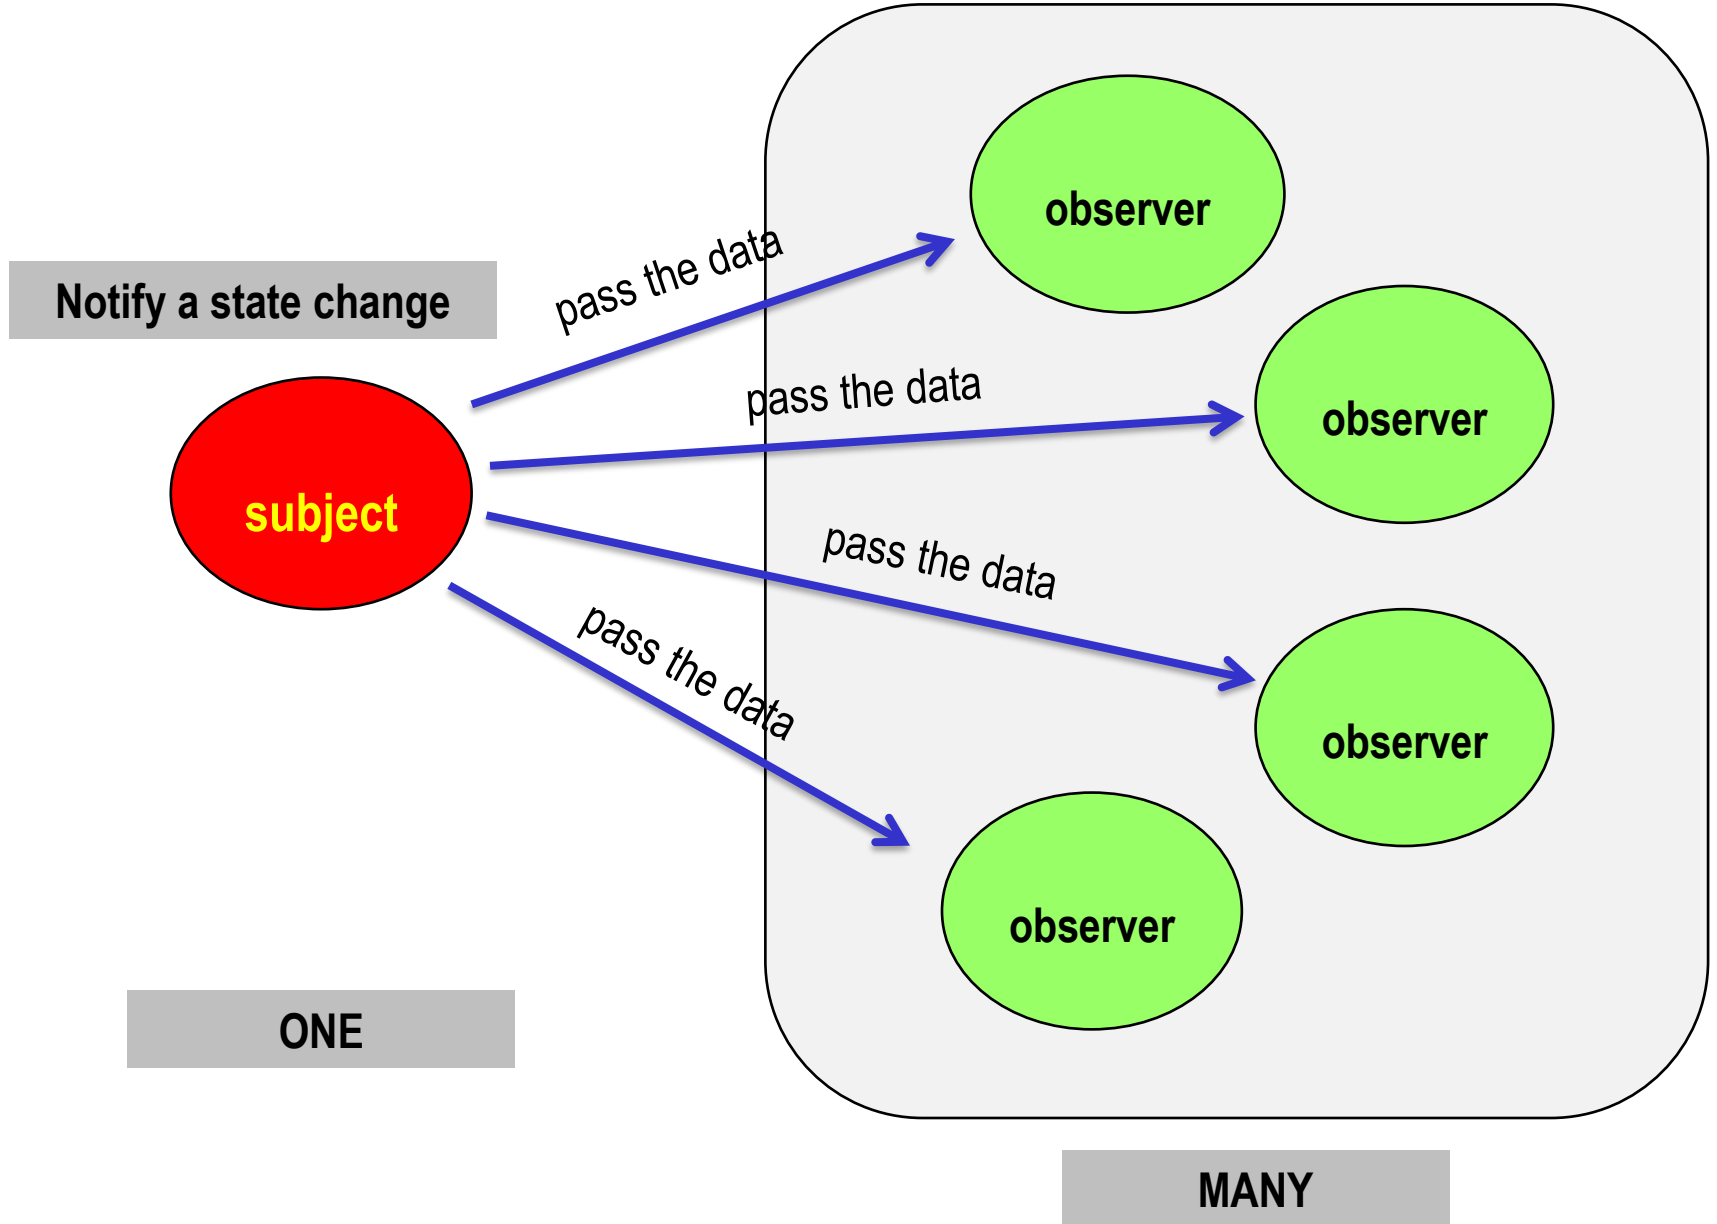 observer
pass the data
Notify a state change
pass the data
observer
subject
pass the data
pass the data
observer
observer
ONE
MANY